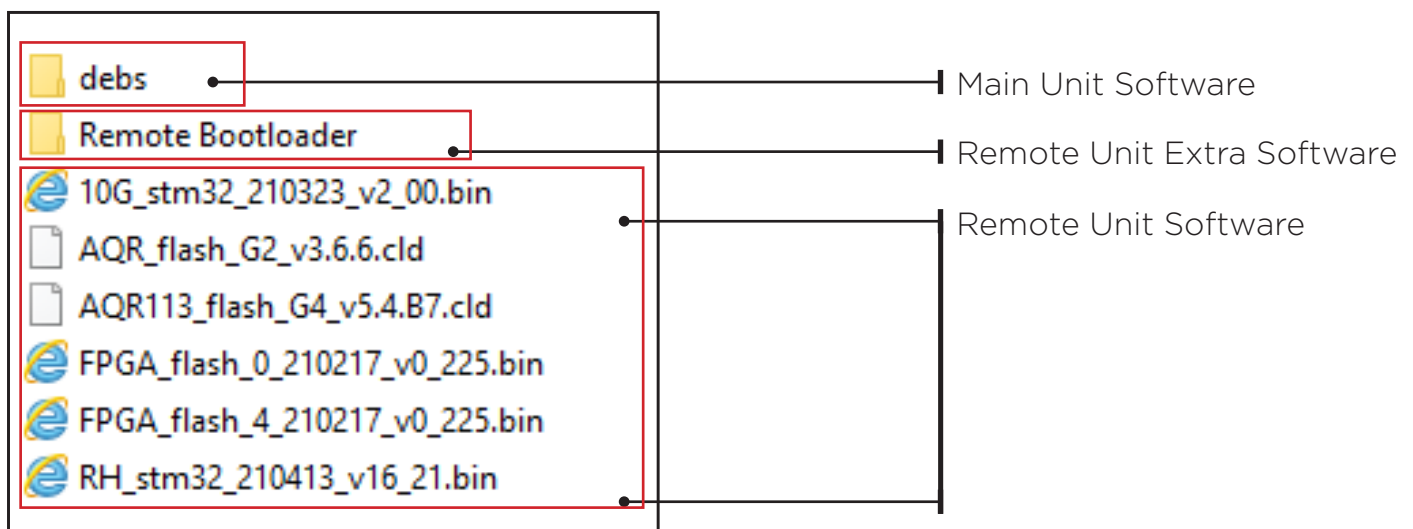 debs
Main Unit Software
Remote Bootloader
Remote Unit Extra Software
10G_stm32_210323_v2_00.bin
Remote Unit Software
AQR_flash_G2_v3.6.6.cld
AQR113_flash_G4_v5.4.B7.cld
FPGA_flash_0_210217_v0_225.bin
FPGA_flash_4_210217_v0_225.bin
RH_stm32_210413_v16_21.bin